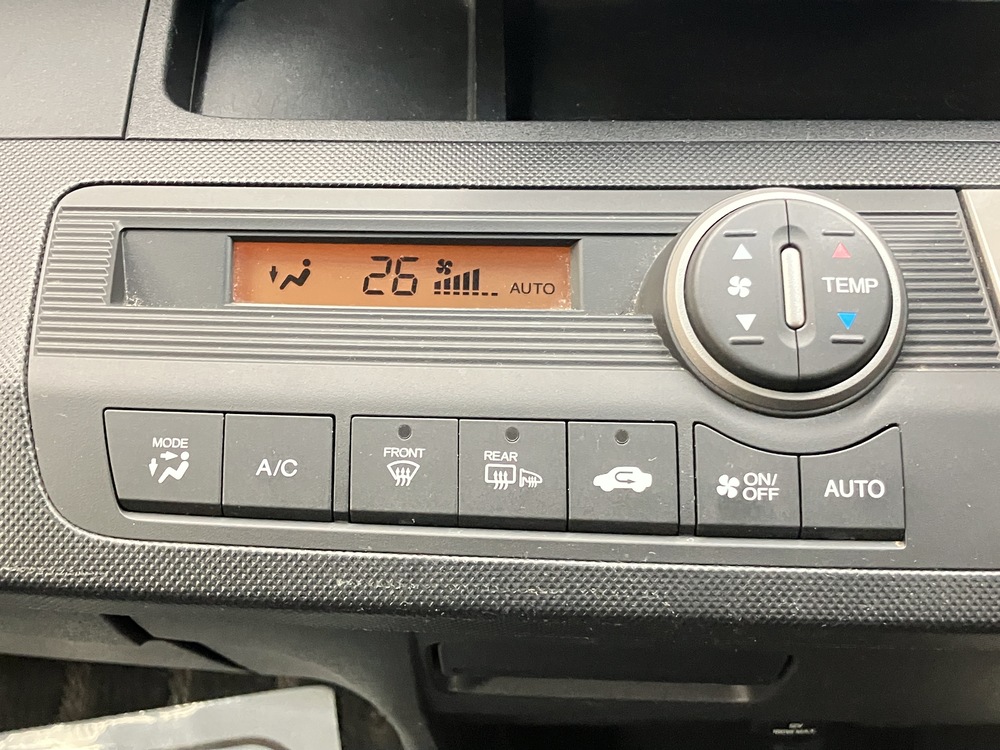 26
AUTO
TEMP
MODE
A/C
FRONT
REAR
ON/
OFF
AUTO